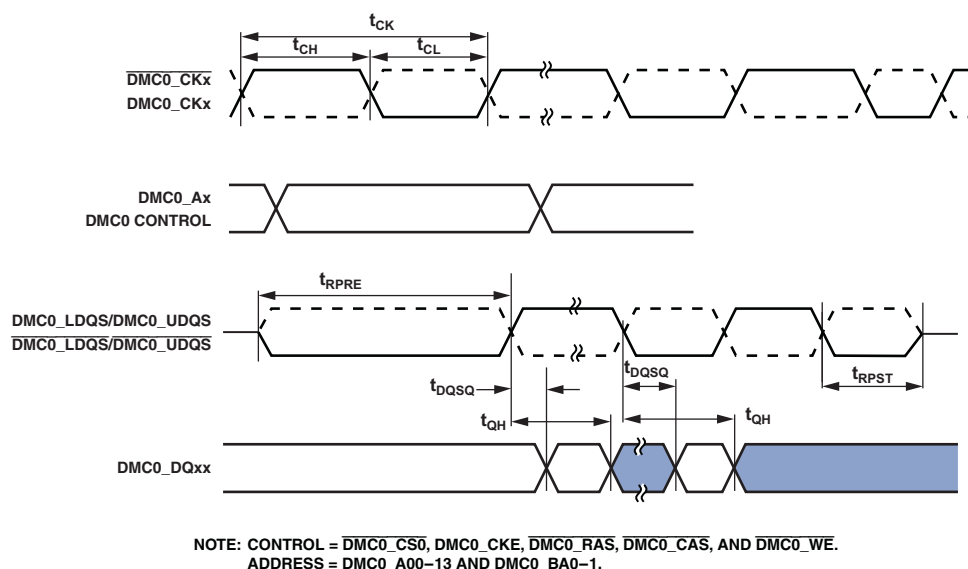 tCK
tCH tCL
DMC0_CKx
DMC0_CKx
DMC0_Ax
DMC0 CONTROL
tRPRE
DMC0_LDQS/DMC0_UDQS
DMC0_LDQS/DMC0_UDQS
tDQSQ tDQSQ tRPST
tQH tQH
DMC0_DQxx
NOTE: CONTROL = DMC0_CS0, DMC0_CKE, DMC0_RAS, DMC0_CAS, AND DMC0_WE.
ADDRESS = DMC0_A00–13 AND DMC0_BA0–1.